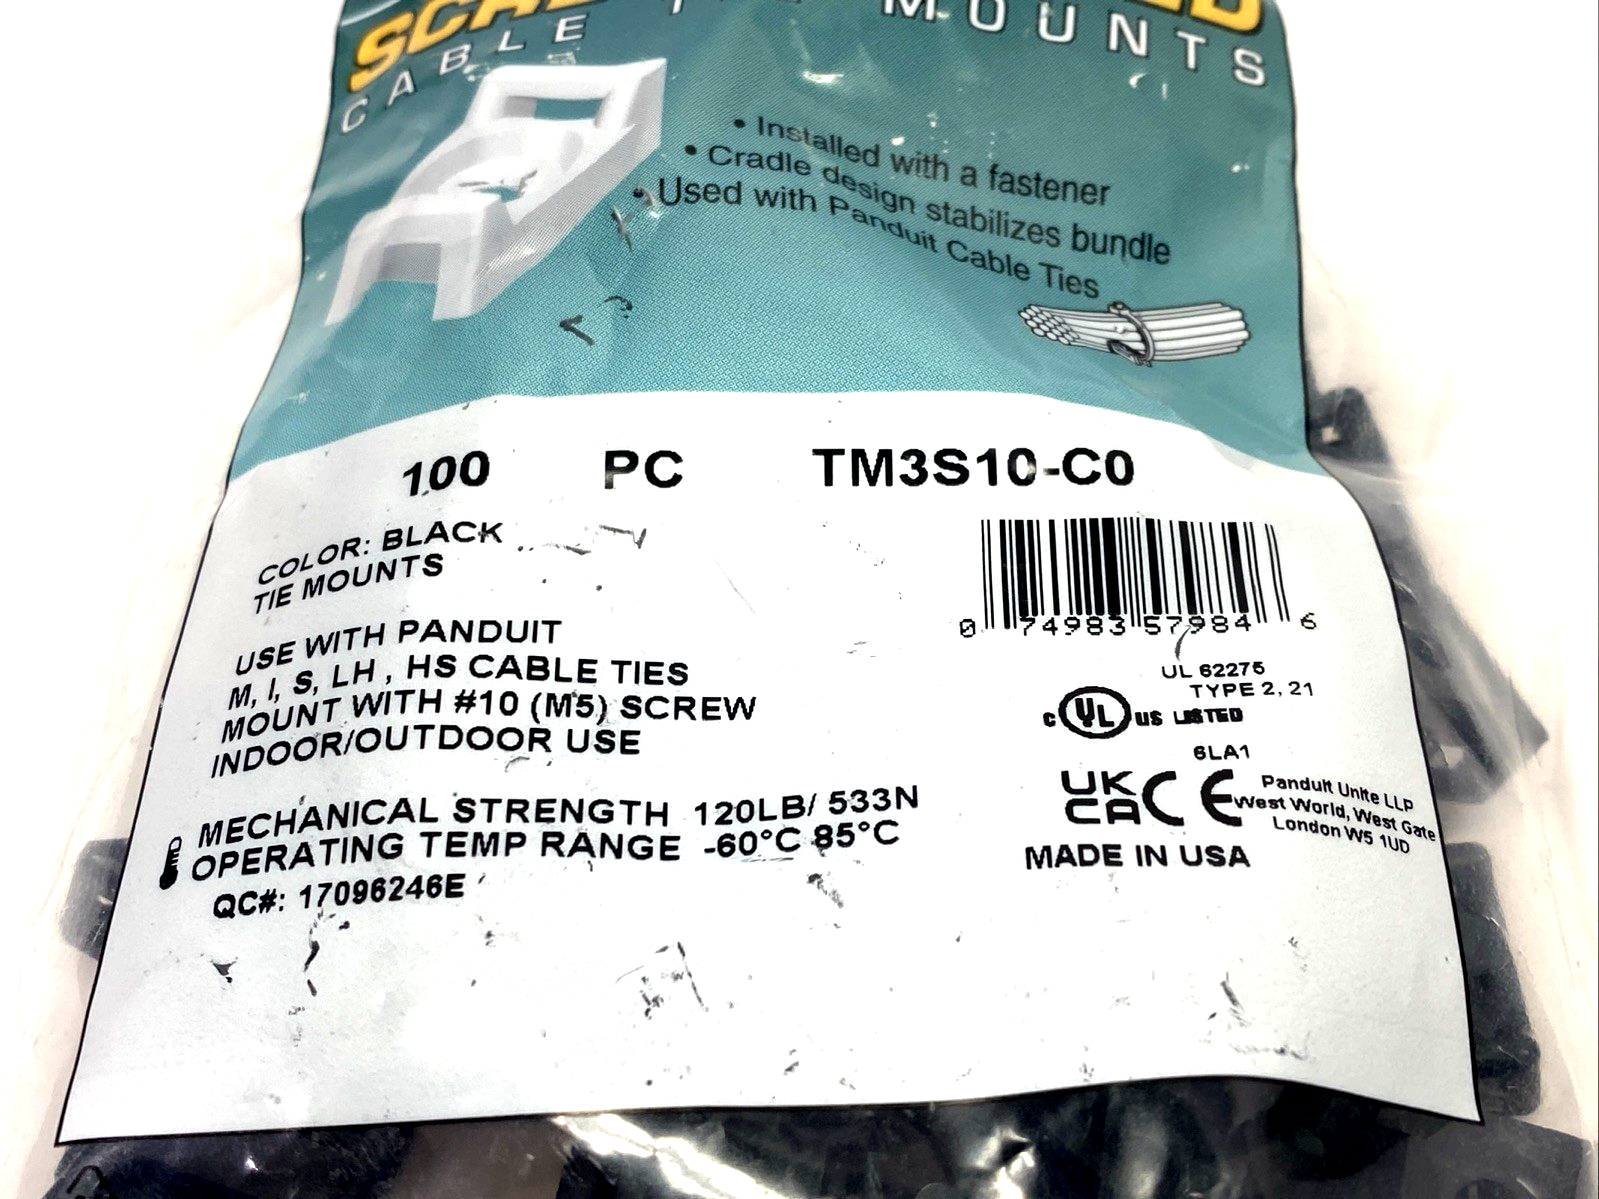 CABLE TIE MOUNTS
• Installed with a fastener
• Cradle design stabilizes bundle
• Used with Panduit Cable Ties
100 PC TM3S10-C0
COLOR: BLACK
TIE MOUNTS
USE WITH PANDUIT
M, I, S, LH , HS CABLE TIES
MOUNT WITH #10 (M5) SCREW
INDOOR/OUTDOOR USE
MECHANICAL STRENGTH 120LB/ 533N
OPERATING TEMP RANGE -60°C 85°C
QC#: 17096246E
0 74983 57984 6
UL 62275
TYPE 2, 21
c UL us LISTED
6LA1
UK CA CE
Panduit Unite LLP
West World, West Gate
London W5 1UD
MADE IN USA